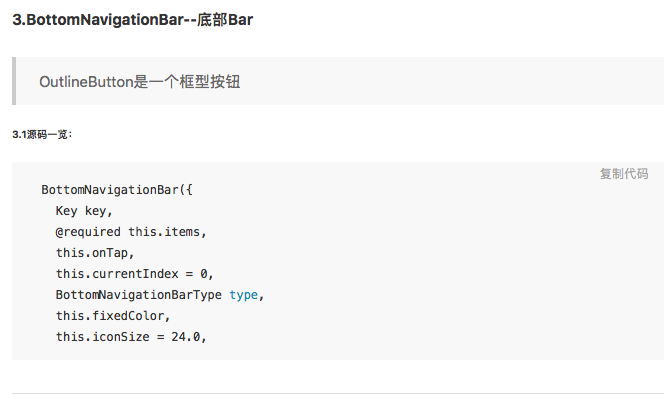 3.BottomNavigationBar--底部Bar
OutlineButton是一个框型按钮
3.1源码一览：
复制代码
BottomNavigationBar({
Key key,
@required this.items,
this.onTap,
this.currentIndex = 0,
BottomNavigationBarType type,
this.fixedColor,
this.iconSize = 24.0,